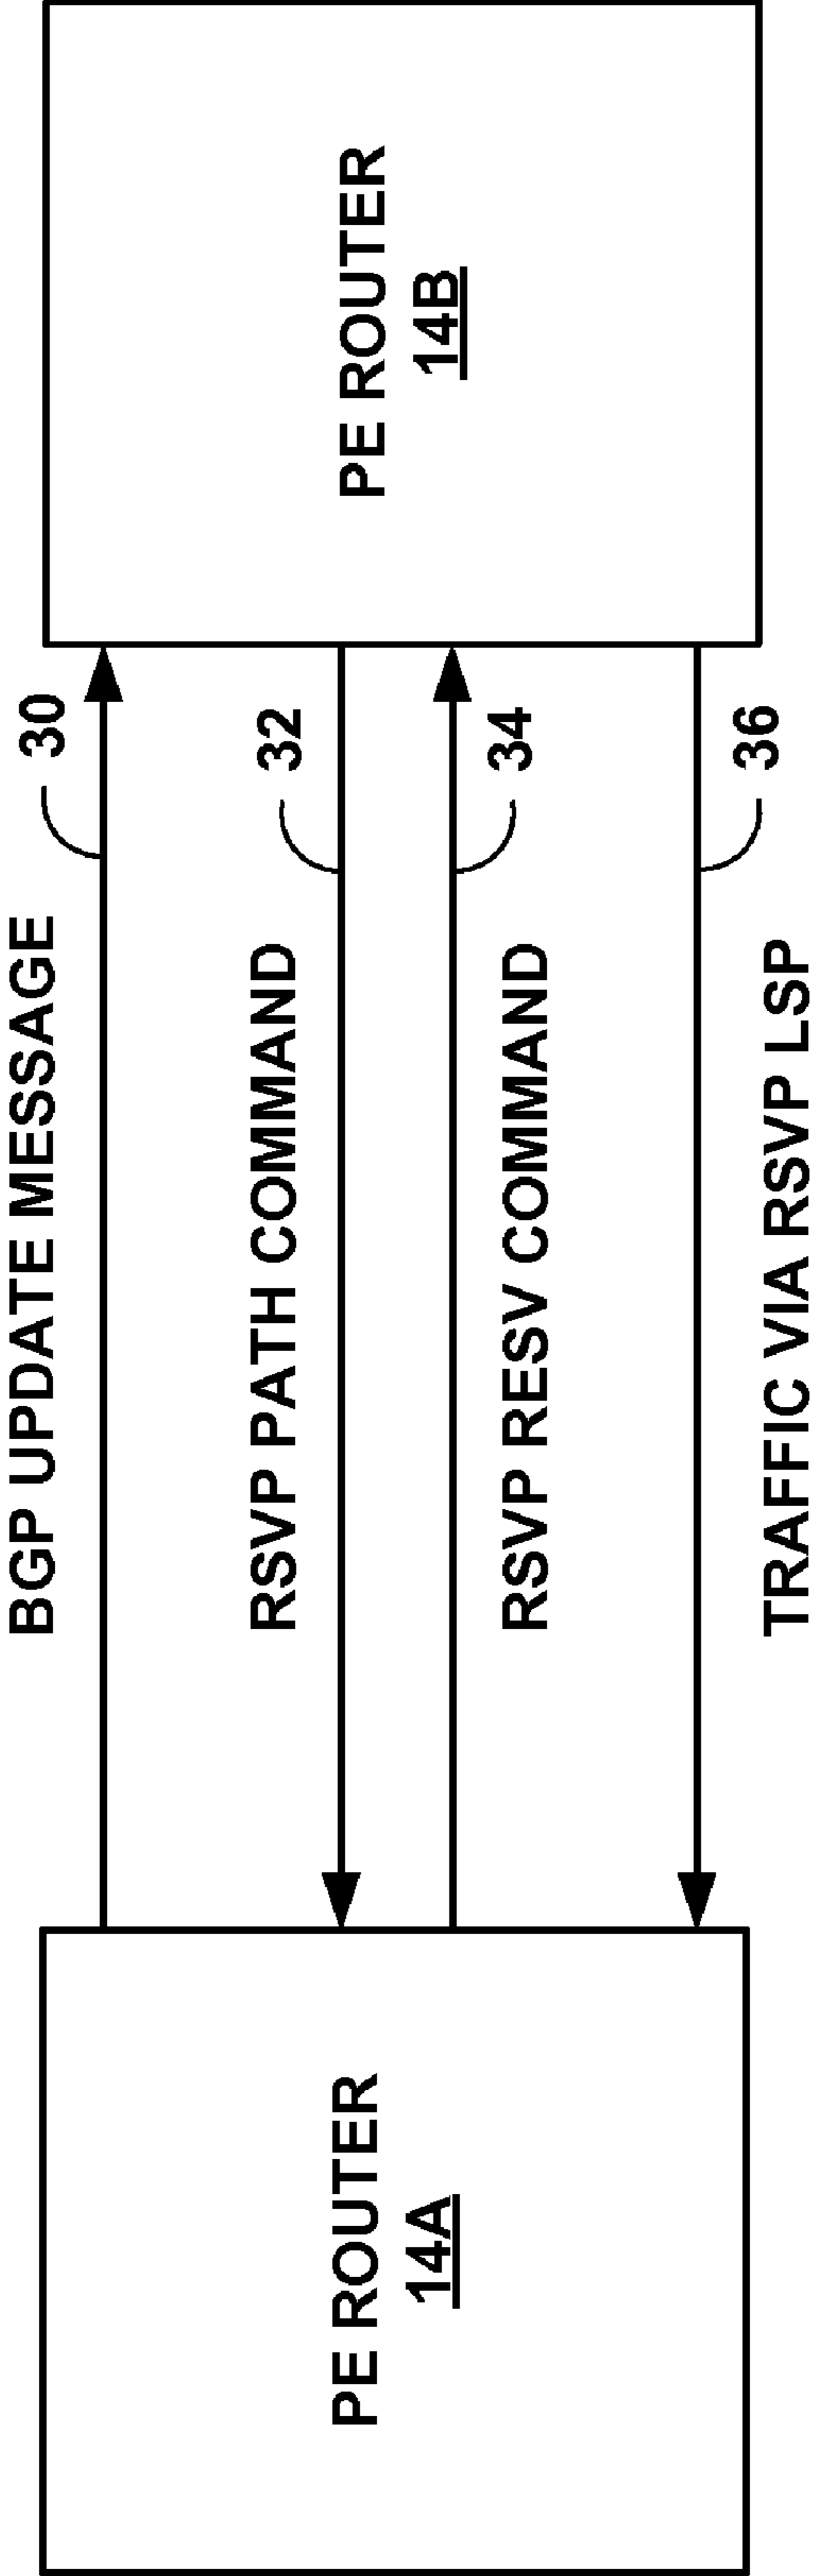 BGP UPDATE MESSAGE
30
RSVP PATH COMMAND
32
PE ROUTER
14A
PE ROUTER
14B
RSVP RESV COMMAND
34
TRAFFIC VIA RSVP LSP
36